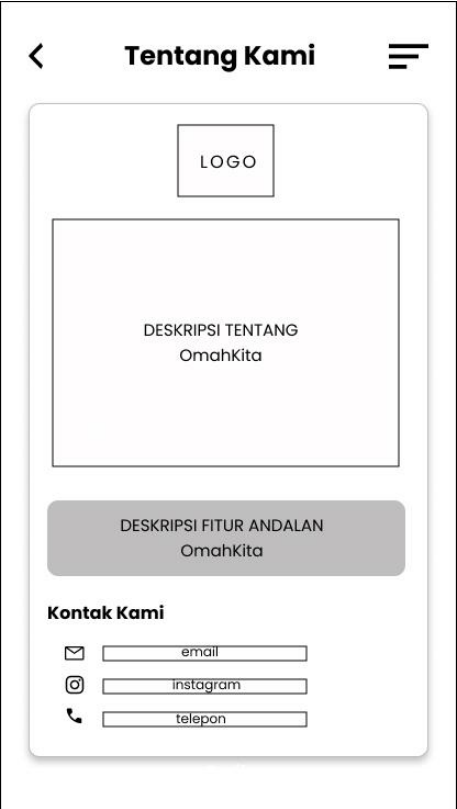 Tentang Kami
LOGO
DESKRIPSI TENTANG
OmahKita
DESKRIPSI FITUR ANDALAN
OmahKita
Kontak Kami
email
instagram
telepon